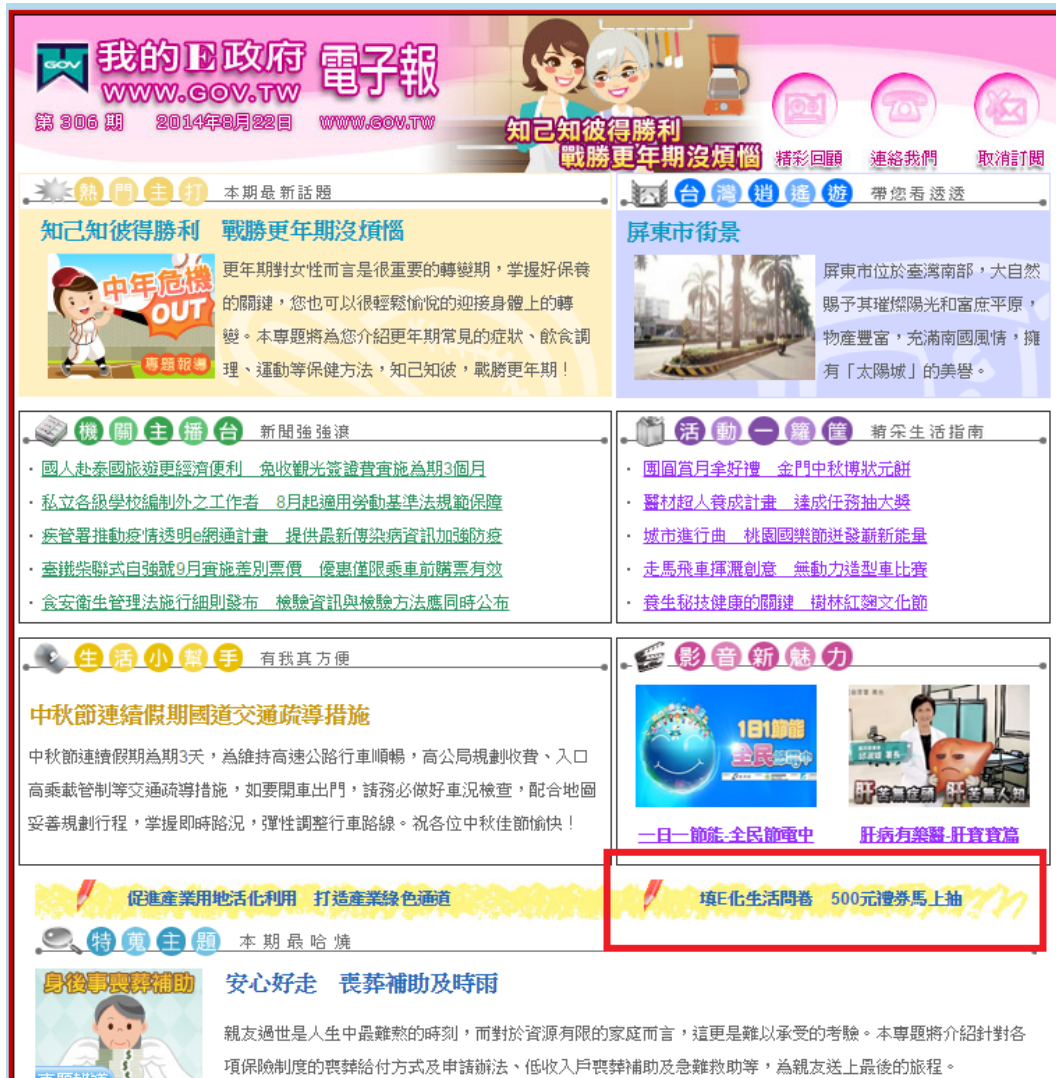 GOV 我的E政府 電子報
WWW.GOV.TW
第 306 期 2014年8月22日 WWW.GOV.TW
知己知彼得勝利
戰勝更年期沒煩惱
精彩回顧 連絡我們 取消訂閱
熱門主打 本期最新話題
知己知彼得勝利 戰勝更年期沒煩惱
中年危機
OUT
專題報導
更年期對女性而言是很重要的轉變期，掌握好保養
的關鍵，您也可以很輕鬆愉悅的迎接身體上的轉
變。本專題將為您介紹更年期常見的症狀、飲食調
理、運動等保健方法，知己知彼，戰勝更年期！
台灣逍遙遊 帶您看透透
屏東市街景
屏東市位於臺灣南部，大自然
賜予其璀燦陽光和富庶平原，
物產豐富，充滿南國風情，擁
有「太陽城」的美譽。
機關主播台 新聞強強滾
· 國人赴泰國旅遊更經濟便利 免收觀光簽證費實施為期3個月
· 私立各級學校編制外之工作者 8月起適用勞動基準法規範保障
· 疾管署推動疫情透明e網通計畫 提供最新傳染病資訊加強防疫
· 臺鐵柴聯式自強號9月實施差別票價 優惠僅限乘車前購票有效
· 食安衛生管理法施行細則發布 檢驗資訊與檢驗方法應同時公布
活動一籮筐 精采生活指南
· 團圓賞月拿好禮 金門中秋博狀元餅
· 醫材超人養成計畫 達成任務抽大獎
· 城市進行曲 桃園國樂節迸發嶄新能量
· 走馬飛車揮灑創意 無動力造型車比賽
· 養生秘技健康的關鍵 樹林紅麴文化節
生活小幫手 有我真方便
中秋節連續假期國道交通疏導措施
中秋節連續假期為期3天，為維持高速公路行車順暢，高公局規劃收費、入口
高乘載管制等交通疏導措施，如要開車出門，請務必做好車況檢查，配合地圖
妥善規劃行程，掌握即時路況，彈性調整行車路線。祝各位中秋佳節愉快！
影音新魅力
1日1節能
全民節電中
肝苦無症頭 肝苦無人知
一日一節能-全民節電中 肝病有藥醫-肝寶寶篇
促進產業用地活化利用 打造產業綠色通道
填E化生活問卷 500元禮券馬上抽
特蒐主題 本期最哈燒
身後事喪葬補助
專題報導
安心好走 喪葬補助及時雨
親友過世是人生中最難熬的時刻，而對於資源有限的家庭而言，這更是難以承受的考驗。本專題將介紹針對各
項保險制度的喪葬給付方式及申請辦法、低收入戶喪葬補助及急難救助等，為親友送上最後的旅程。